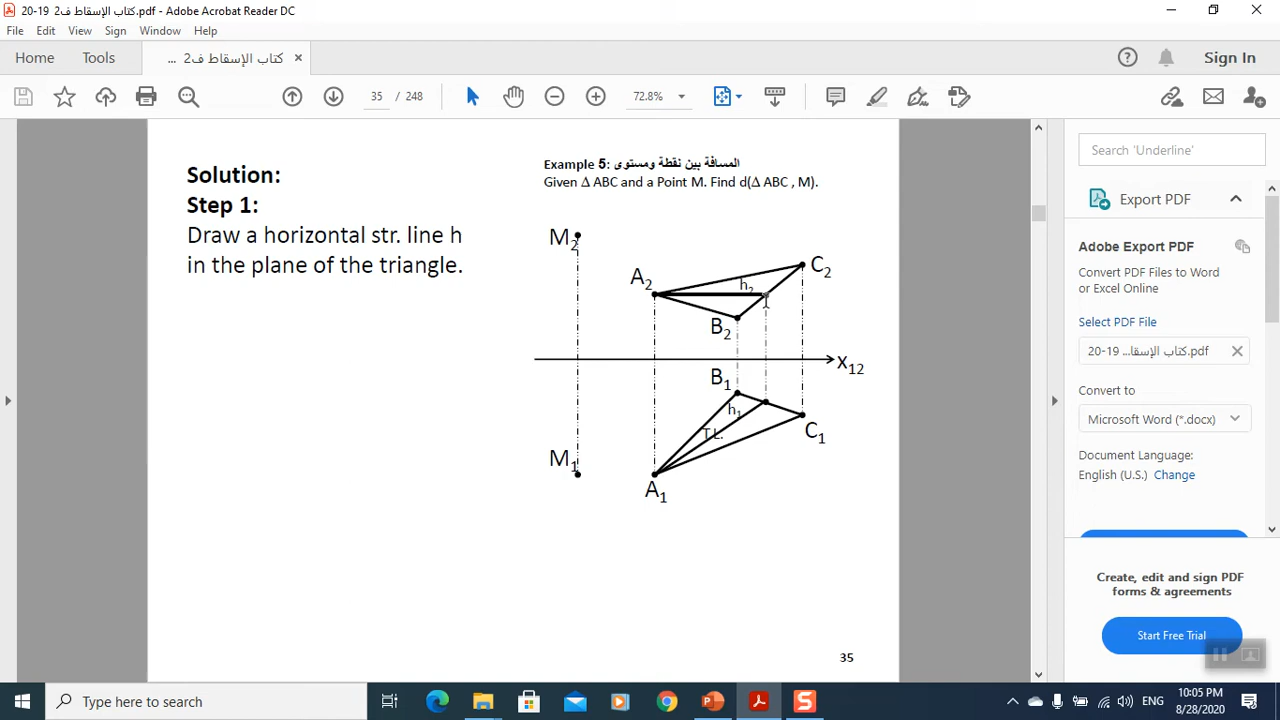 20-19 كتاب الإسقاط ف2.pdf - Adobe Acrobat Reader DC
File Edit View Sign Window Help
Home Tools كتاب الإسقاط ف2 ... × Sign In
35 / 248 72.8%
Search 'Underline'
Export PDF
Adobe Export PDF
Convert PDF Files to Word
or Excel Online
Select PDF File
20-19 ...كتاب الإسقا.pdf
Convert to
Microsoft Word (*.docx)
Document Language:
English (U.S.) Change
Create, edit and sign PDF
forms & agreements
Start Free Trial
Solution:
Step 1:
Draw a horizontal str. line h
in the plane of the triangle.
Example 5: المسافة بين نقطة ومستوى
Given Δ ABC and a Point M. Find d(Δ ABC , M).
M2
C2
A2
h2
B2
X12
B1
h1
T.L.
C1
M1
A1
35
Type here to search
ENG
10:05 PM
8/28/2020